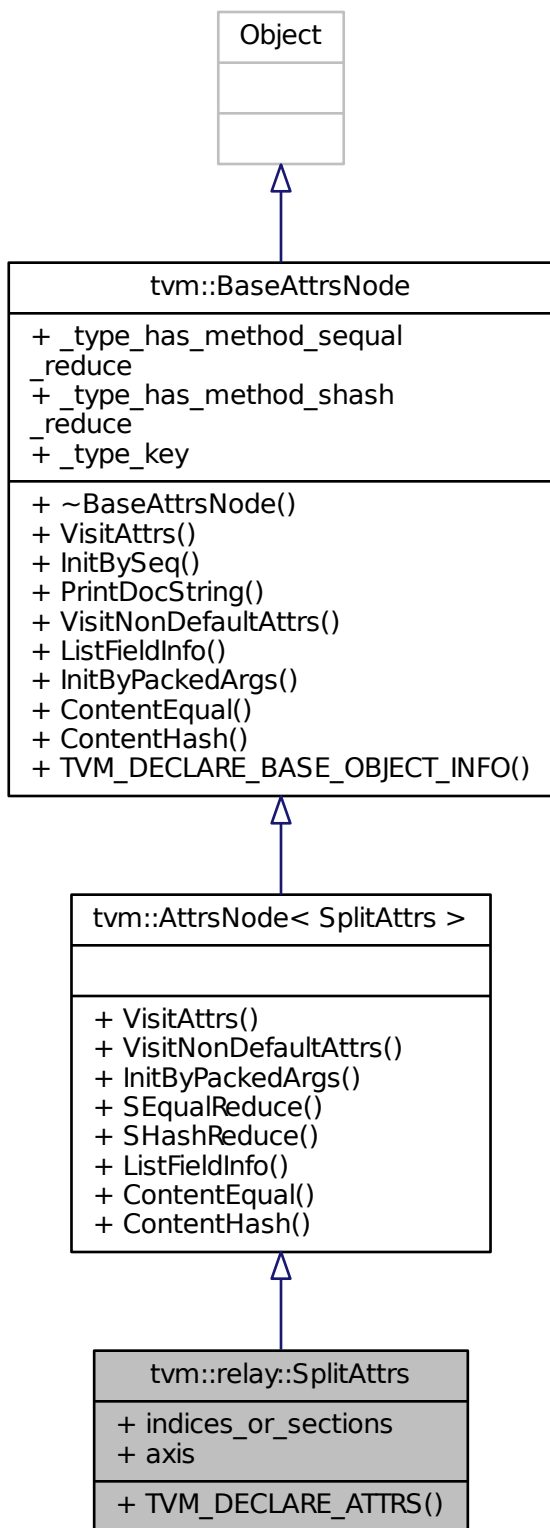 Object
tvm::BaseAttrsNode
+ _type_has_method_sequal
_reduce
+ _type_has_method_shash
_reduce
+ _type_key
+ ~BaseAttrsNode()
+ VisitAttrs()
+ InitBySeq()
+ PrintDocString()
+ VisitNonDefaultAttrs()
+ ListFieldInfo()
+ InitByPackedArgs()
+ ContentEqual()
+ ContentHash()
+ TVM_DECLARE_BASE_OBJECT_INFO()
tvm::AttrsNode< SplitAttrs >
+ VisitAttrs()
+ VisitNonDefaultAttrs()
+ InitByPackedArgs()
+ SEqualReduce()
+ SHashReduce()
+ ListFieldInfo()
+ ContentEqual()
+ ContentHash()
tvm::relay::SplitAttrs
+ indices_or_sections
+ axis
+ TVM_DECLARE_ATTRS()